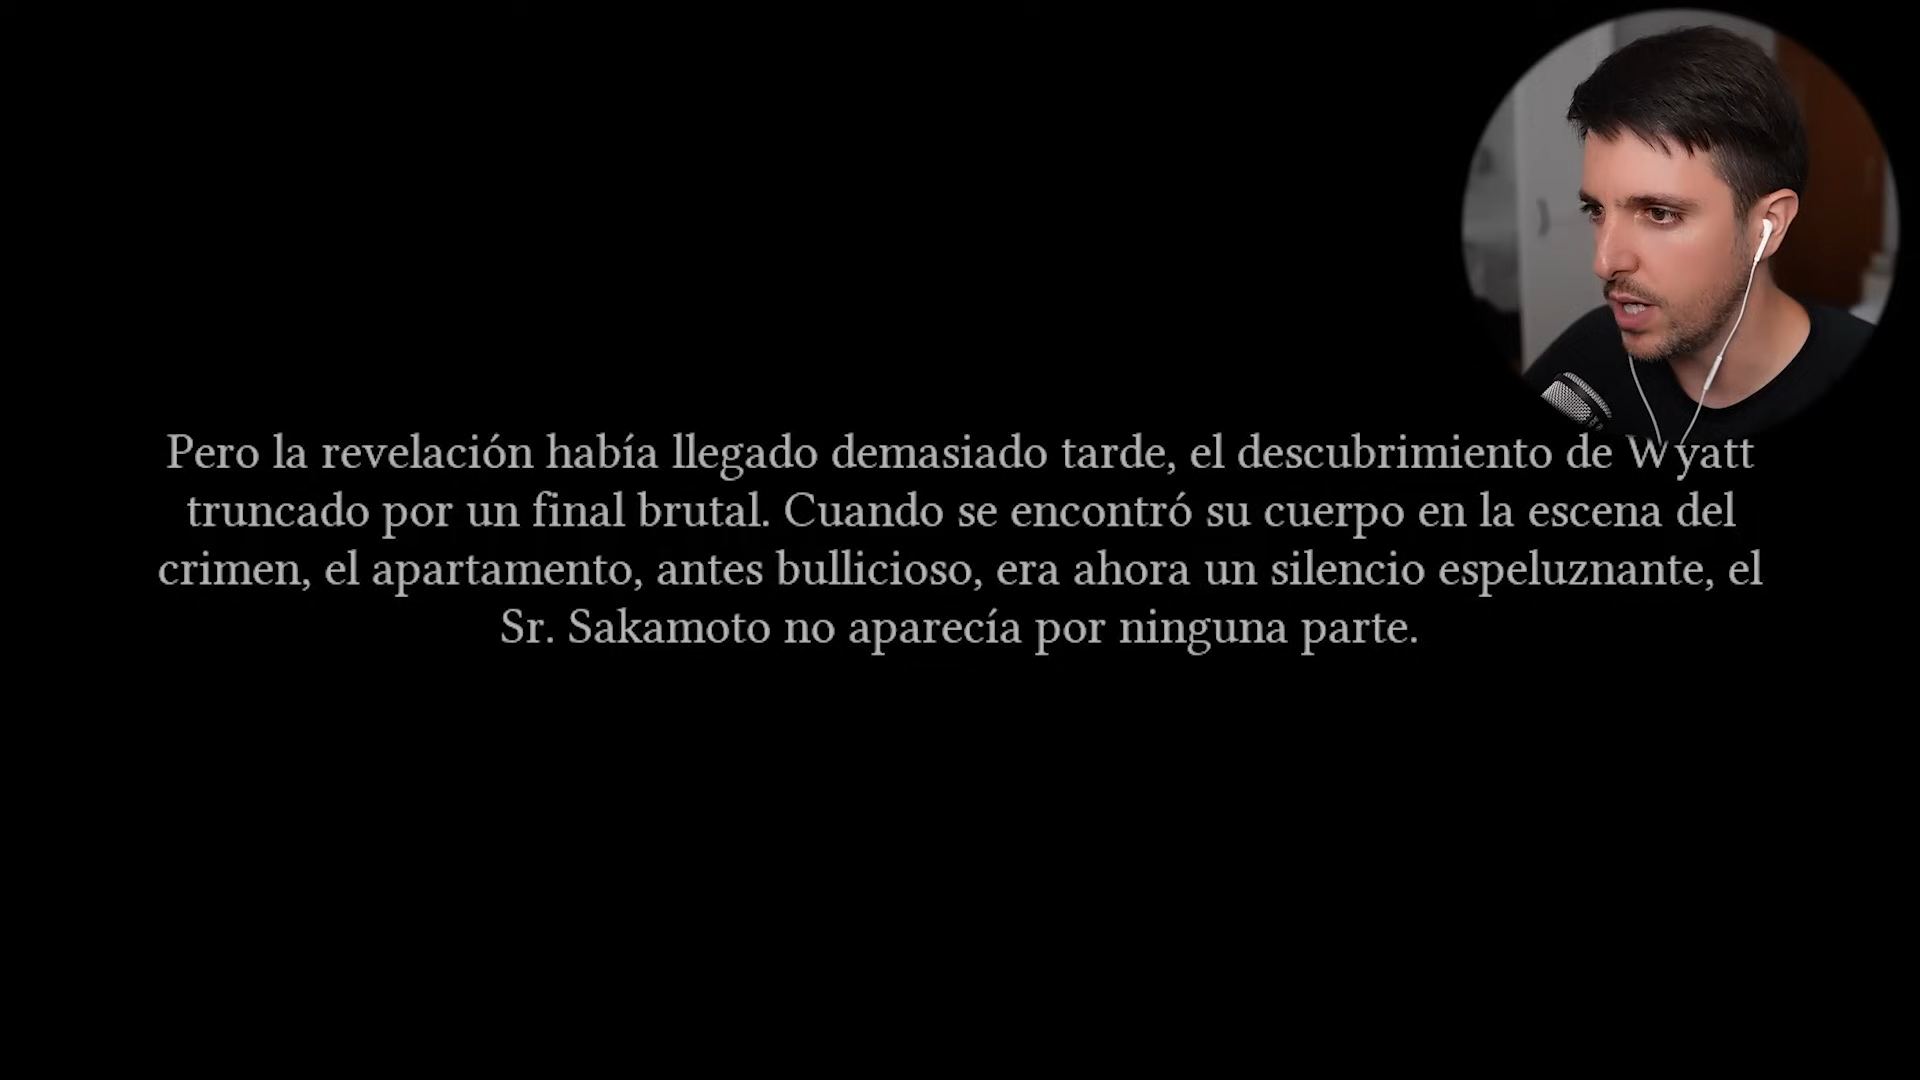 Pero la revelación había llegado demasiado tarde, el descubrimiento de Wyatt
truncado por un final brutal. Cuando se encontró su cuerpo en la escena del
crimen, el apartamento, antes bullicioso, era ahora un silencio espeluznante, el
Sr. Sakamoto no aparecía por ninguna parte.